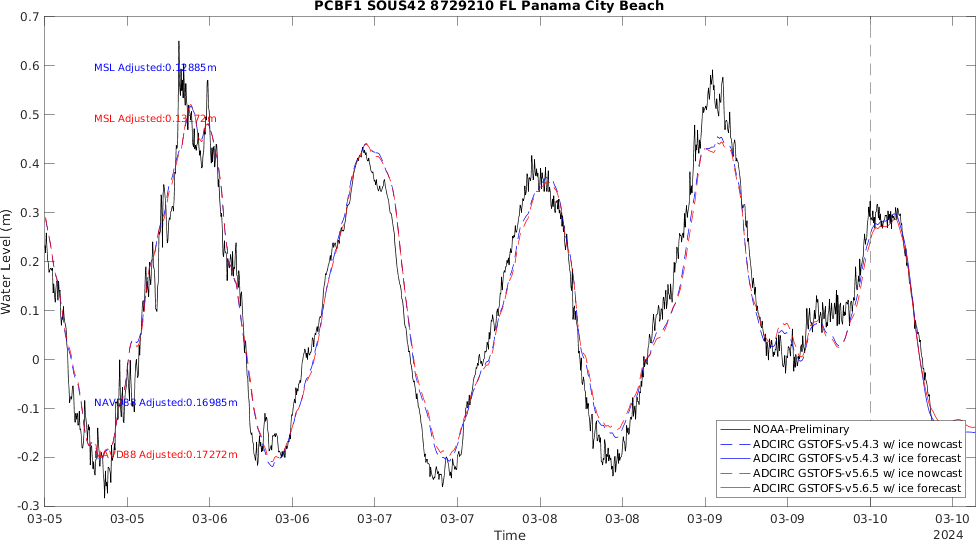 PCBF1 SOUS42 8729210 FL Panama City Beach
0.7
0.6
0.5
0.4
0.3
0.2
0.1
0
-0.1
-0.2
-0.3
Water Level (m)
MSL Adjusted:0.12885m
MSL Adjusted:0.13172m
NAVD88 Adjusted:0.16985m
NAVD88 Adjusted:0.17272m
NOAA-Preliminary
ADCIRC GSTOFS-v5.4.3 w/ ice nowcast
ADCIRC GSTOFS-v5.4.3 w/ ice forecast
ADCIRC GSTOFS-v5.6.5 w/ ice nowcast
ADCIRC GSTOFS-v5.6.5 w/ ice forecast
03-05 03-05 03-06 03-06 03-07 03-07 03-08 03-08 03-09 03-09 03-10 03-10
Time
2024